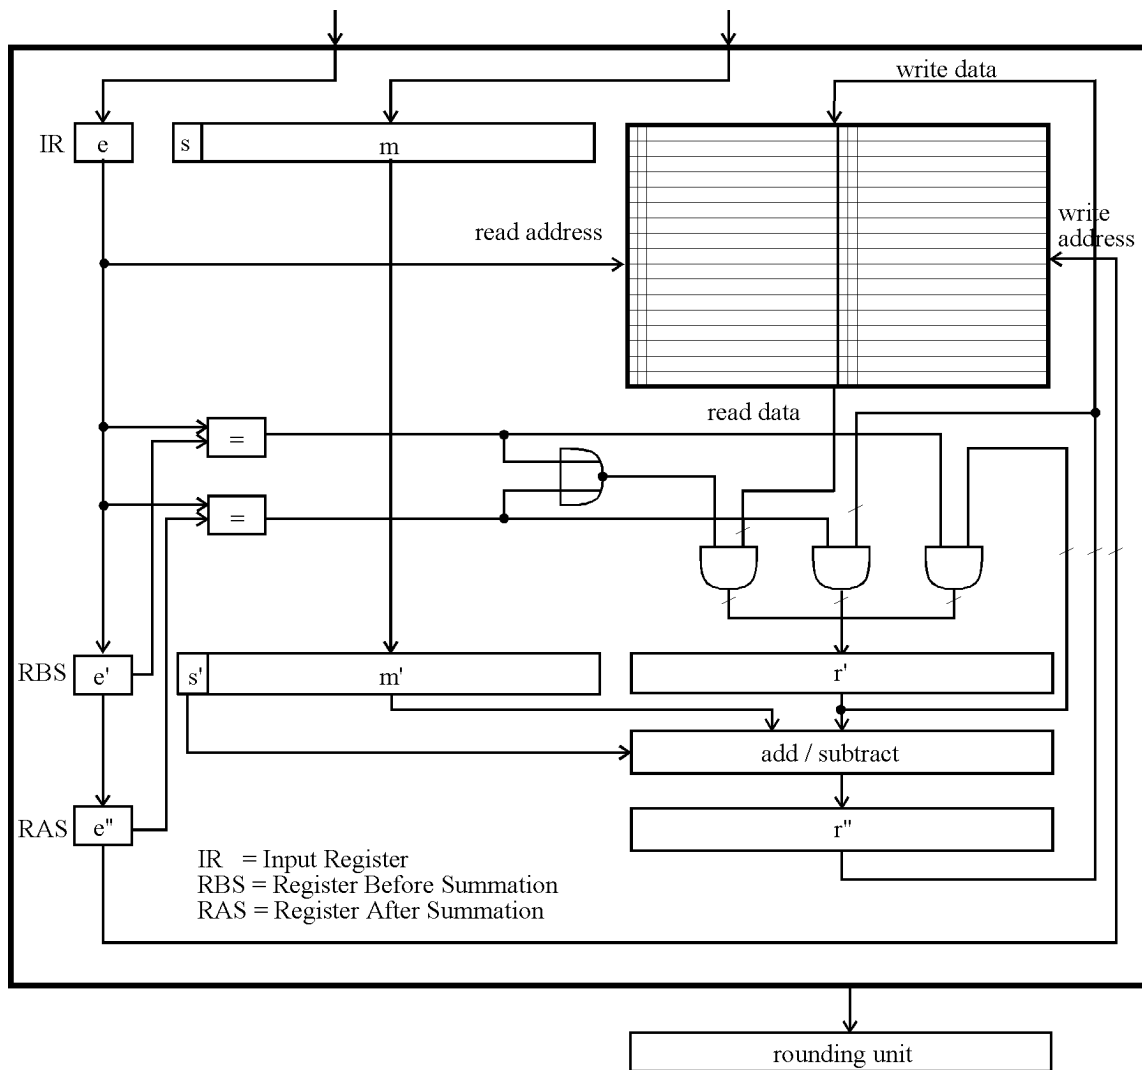 write data
IR
e
s
m
read address
write
address
read data
=
=
RBS
e'
s'
m'
r'
add / subtract
RAS
e"
r"
IR = Input Register
RBS = Register Before Summation
RAS = Register After Summation
rounding unit